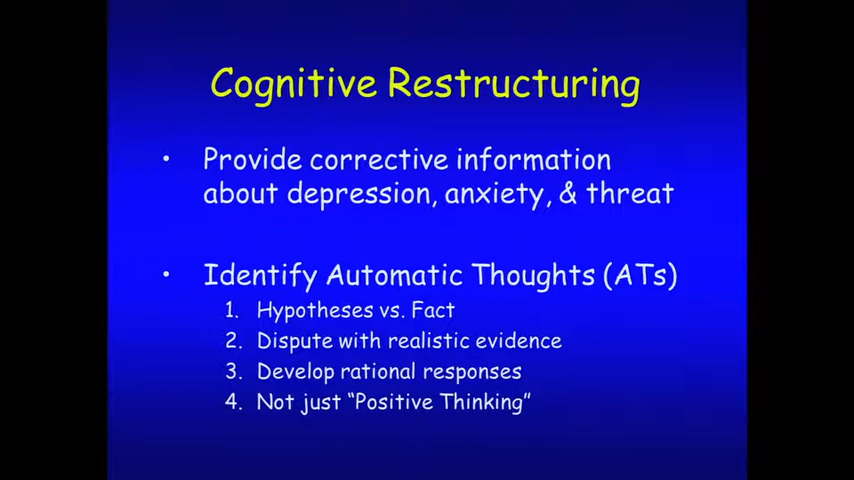 Cognitive Restructuring
• Provide corrective information
about depression, anxiety, & threat
• Identify Automatic Thoughts (ATs)
1. Hypotheses vs. Fact
2. Dispute with realistic evidence
3. Develop rational responses
4. Not just “Positive Thinking”